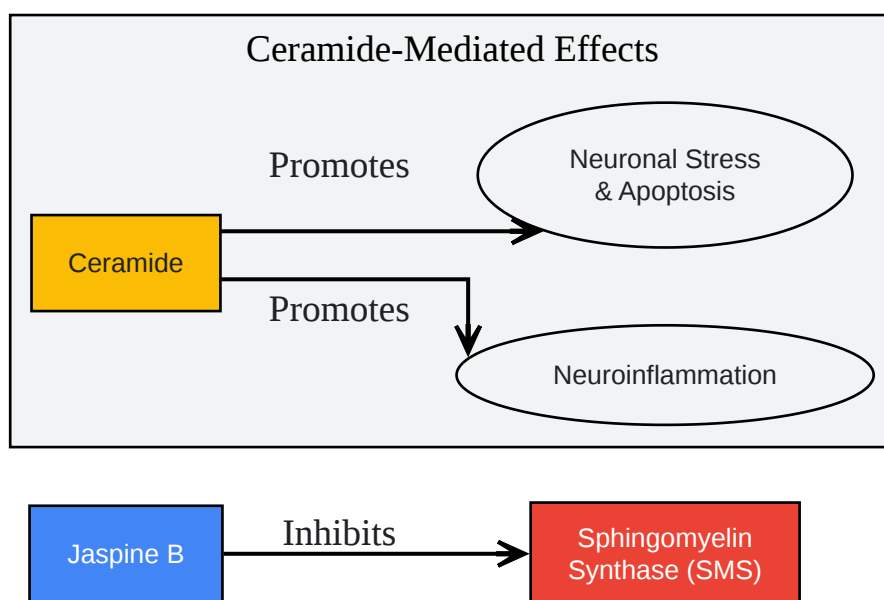 Ceramide-Mediated Effects
Promotes
Neuronal Stress
& Apoptosis
Ceramide
Promotes
Neuroinflammation
Jaspine B
Inhibits
Sphingomyelin
Synthase (SMS)